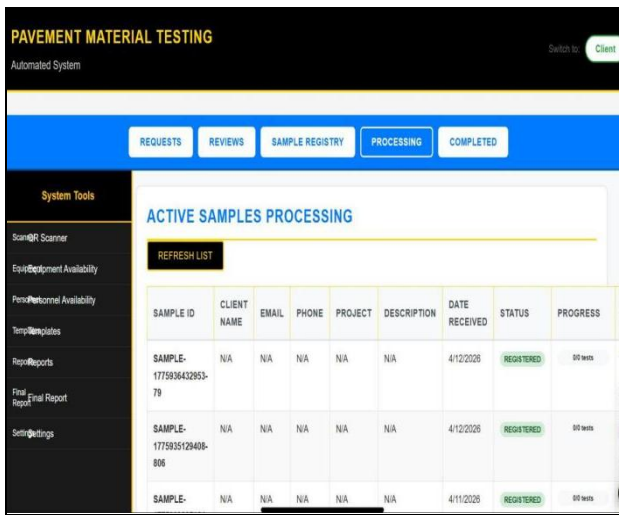 PAVEMENT MATERIAL TESTING
Automated System
Switch to: Client
REQUESTS REVIEWS SAMPLE REGISTRY PROCESSING COMPLETED
System Tools
QR Scanner
Equipment Availability
Personnel Availability
Templates
Reports
Final Report Final Report
Settings
ACTIVE SAMPLES PROCESSING
REFRESH LIST
SAMPLE ID CLIENT NAME EMAIL PHONE PROJECT DESCRIPTION DATE RECEIVED STATUS PROGRESS
SAMPLE-1775936432953-79 N/A N/A N/A N/A N/A 4/12/2026 REGISTERED 0/0 tests
SAMPLE-1775935129408-806 N/A N/A N/A N/A N/A 4/12/2026 REGISTERED 0/0 tests
SAMPLE- N/A N/A N/A N/A N/A 4/11/2026 REGISTERED 0/0 tests